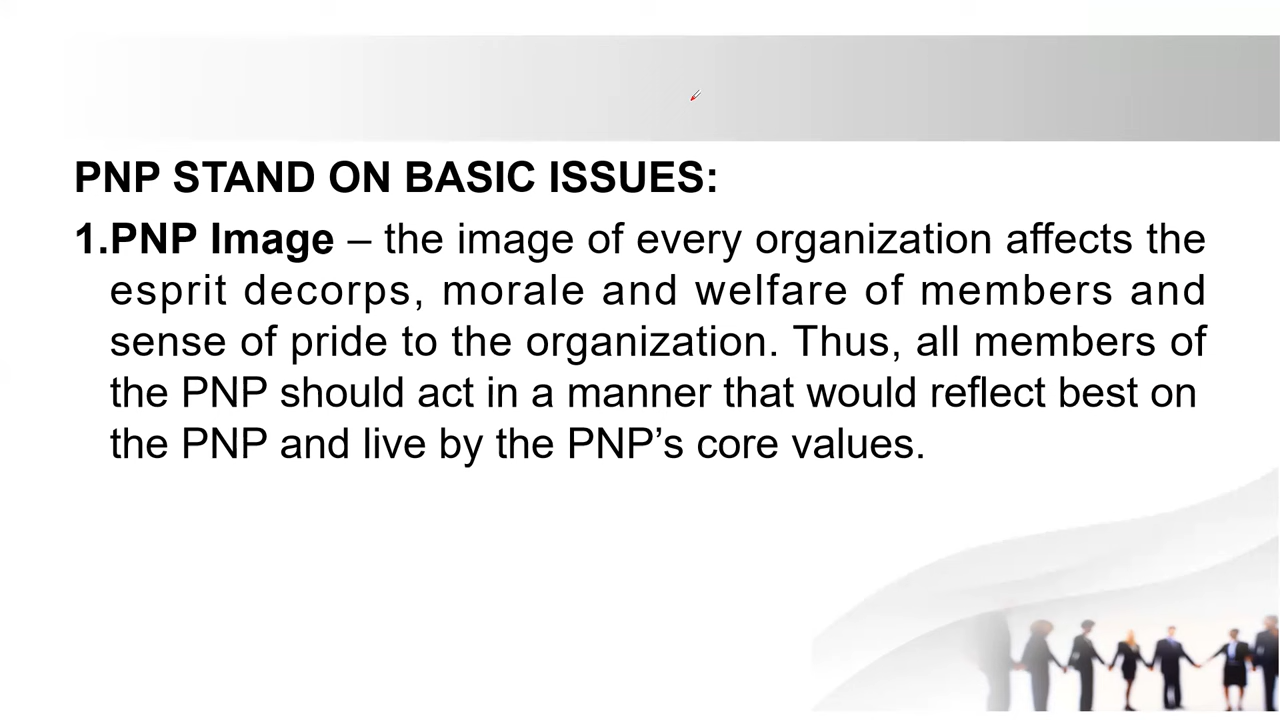 PNP STAND ON BASIC ISSUES:
1.PNP Image – the image of every organization affects the
esprit decorps, morale and welfare of members and
sense of pride to the organization. Thus, all members of
the PNP should act in a manner that would reflect best on
the PNP and live by the PNP’s core values.